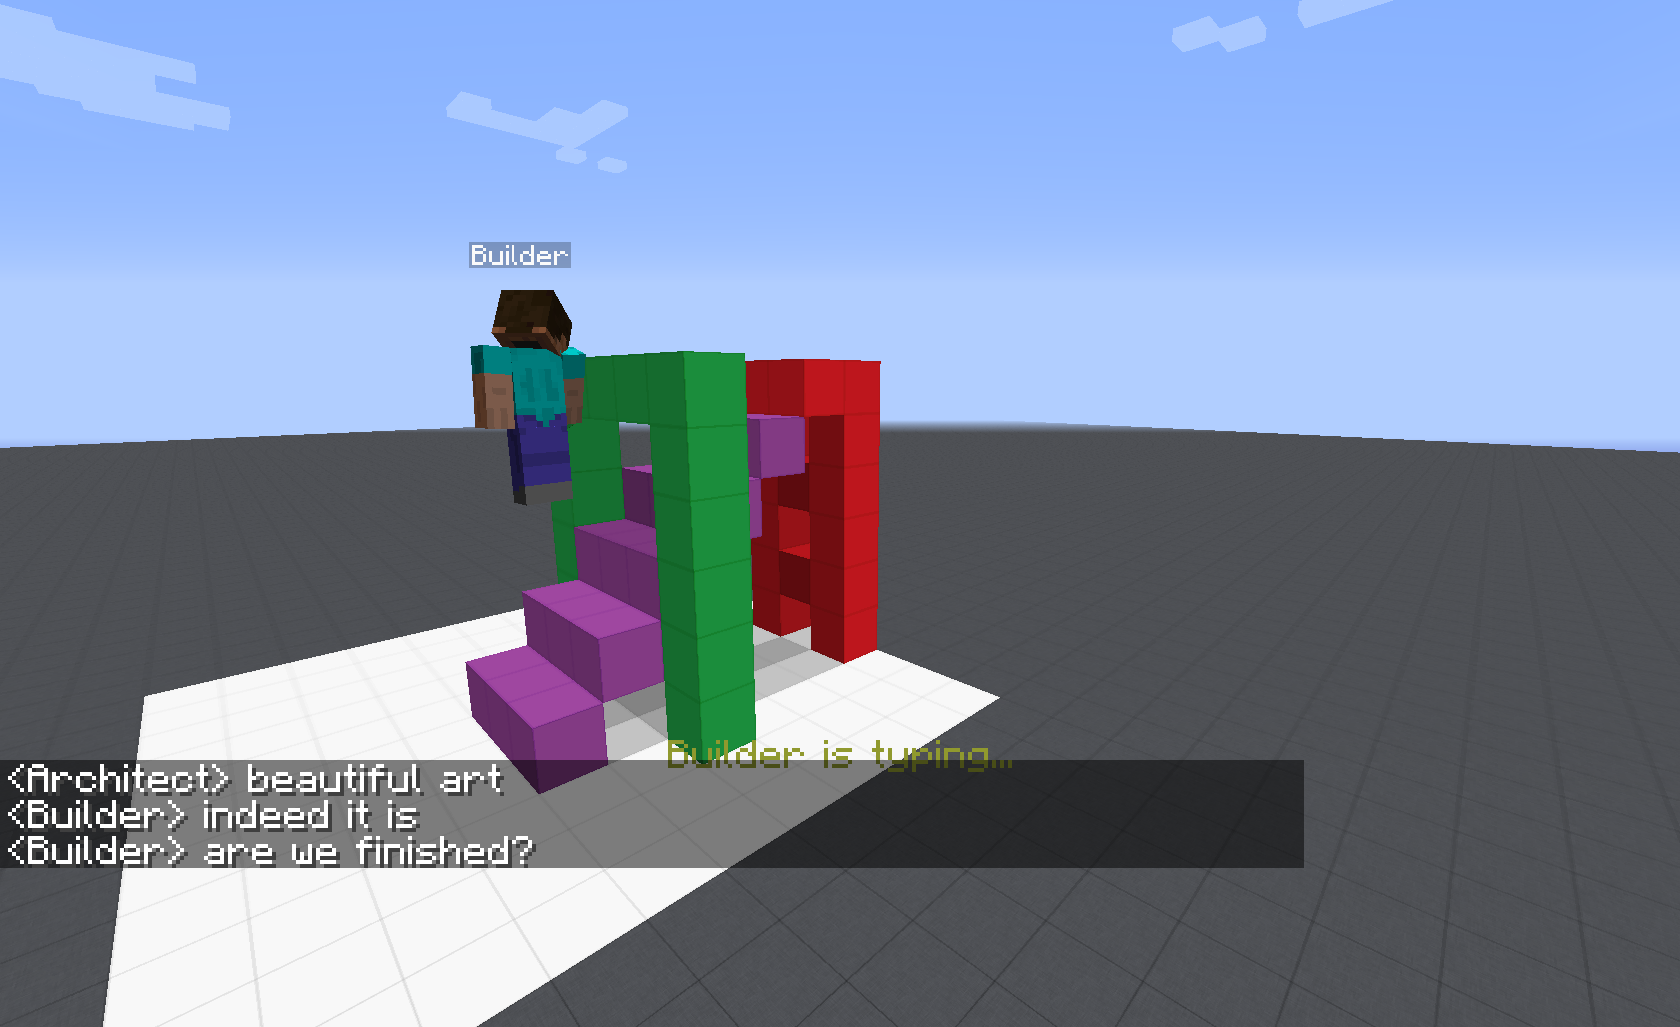 Builder
Builder is typing...
<Architect> beautiful art
<Builder> indeed it is
<Builder> are we finished?